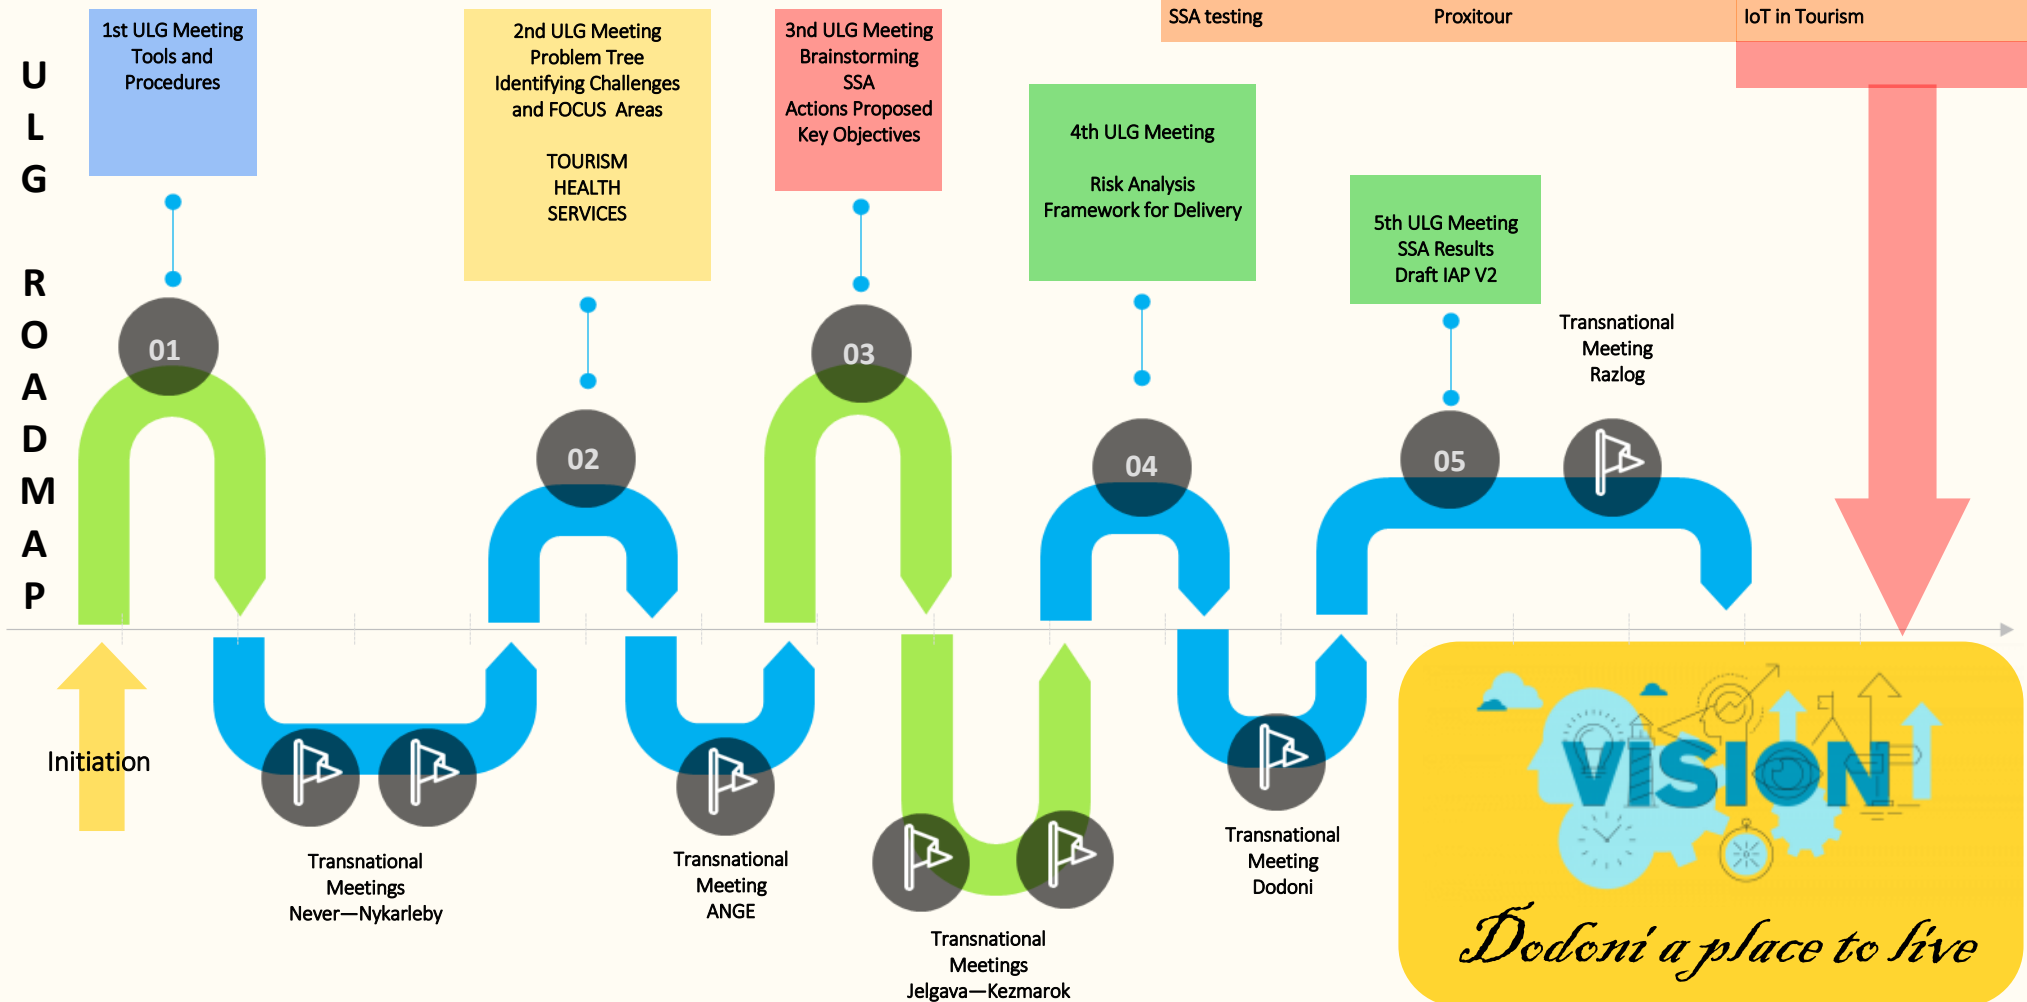 ULG ROADMAP
SSA testing
Proxitour
IoT in Tourism
1st ULG Meeting
Tools and
Procedures
2nd ULG Meeting
Problem Tree
Identifying Challenges
and FOCUS Areas
TOURISM
HEALTH
SERVICES
3nd ULG Meeting
Brainstorming
SSA
Actions Proposed
Key Objectives
4th ULG Meeting
Risk Analysis
Framework for Delivery
5th ULG Meeting
SSA Results
Draft IAP V2
Transnational
Meeting
Razlog
01
02
03
04
05
Initiation
Transnational
Meetings
Never—Nykarleby
Transnational
Meeting
ANGE
Transnational
Meetings
Jelgava—Kezmarok
Transnational
Meeting
Dodoni
VISION
Dodoni a place to live